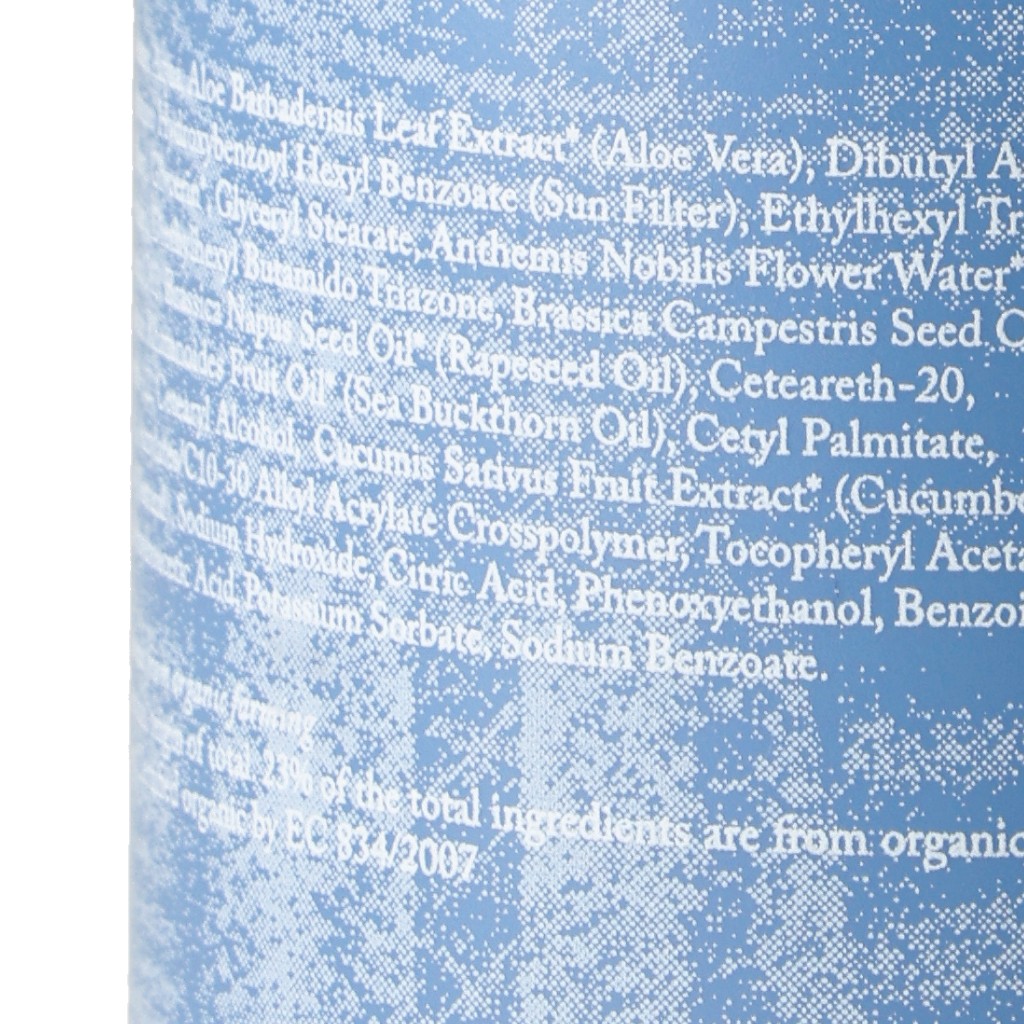 Aloe Barbadensis Leaf Extract* (Aloe Vera), Dibutyl A
Hexyl Benzoate (Sun Filter), Ethylhexyl Tr
Glyceryl Stearate, Anthemis Nobilis Flower Water*
Butamido Triazone, Brassica Campestris Seed O
Napus Seed Oil* (Rapeseed Oil), Ceteareth-20,
Fruit Oil* (Sea Buckthorn Oil), Cetyl Palmitate,
Alcohol, Cucumis Sativus Fruit Extract* (Cucumbe
C10-30 Alkyl Acrylate Crosspolymer, Tocopheryl Aceta
Sodium Hydroxide, Citric Acid, Phenoxyethanol, Benzoi
Acid, Potassium Sorbate, Sodium Benzoate.
organic farming
of total. 23% of the total ingredients are from organic
organic by EC 834/2007